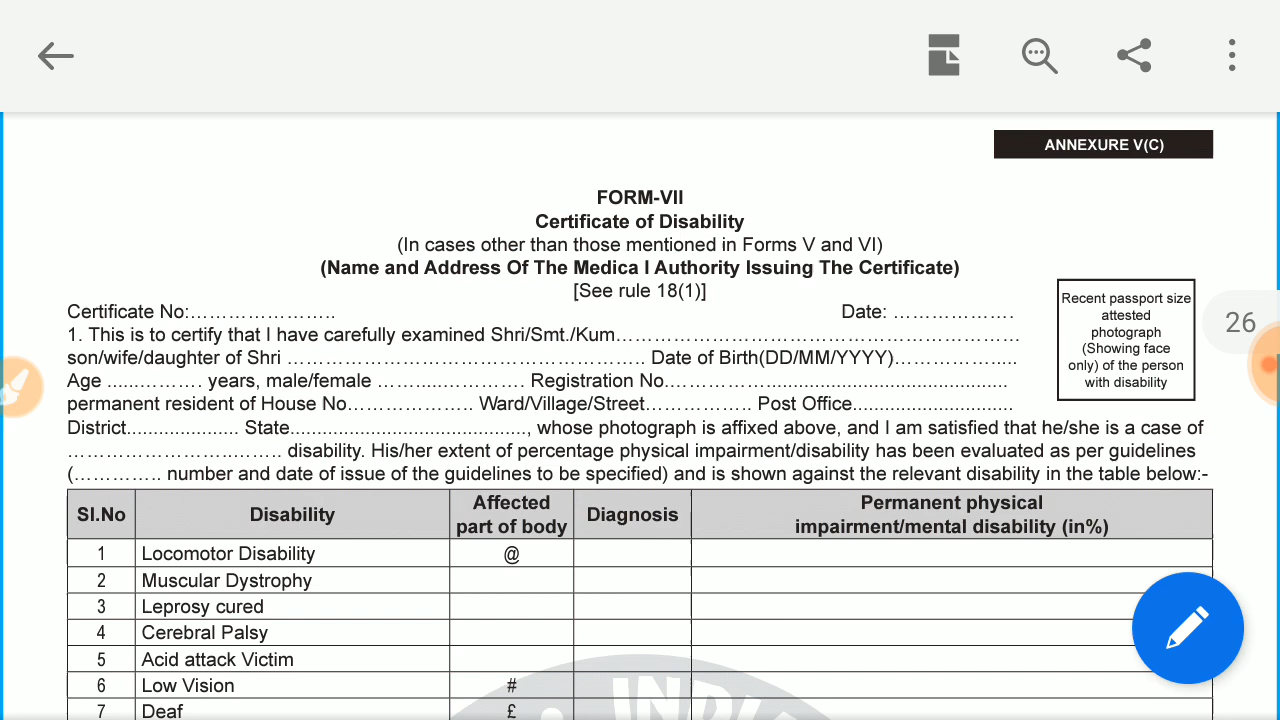 ANNEXURE V(C)
FORM-VII
Certificate of Disability
(In cases other than those mentioned in Forms V and VI)
(Name and Address Of The Medica l Authority Issuing The Certificate)
[See rule 18(1)]
Certificate No:………………….. Date: ……………….
Recent passport size
attested
photograph
(Showing face
only) of the person
with disability
26
1. This is to certify that I have carefully examined Shri/Smt./Kum……………………………………………………
son/wife/daughter of Shri …………………………………………….. Date of Birth(DD/MM/YYYY)……………....
Age ......………. years, male/female ……...………….. Registration No.…………….........................................
permanent resident of House No……………….. Ward/Village/Street………….. Post Office...........................
District..................... State......................................., whose photograph is affixed above, and I am satisfied that he/she is a case of
………………….………. disability. His/her extent of percentage physical impairment/disability has been evaluated as per guidelines
(………….. number and date of issue of the guidelines to be specified) and is shown against the relevant disability in the table below:-
Sl.No Disability Affected part of body Diagnosis Permanent physical impairment/mental disability (in%)
1 Locomotor Disability @
2 Muscular Dystrophy
3 Leprosy cured
4 Cerebral Palsy
5 Acid attack Victim
6 Low Vision #
7 Deaf £